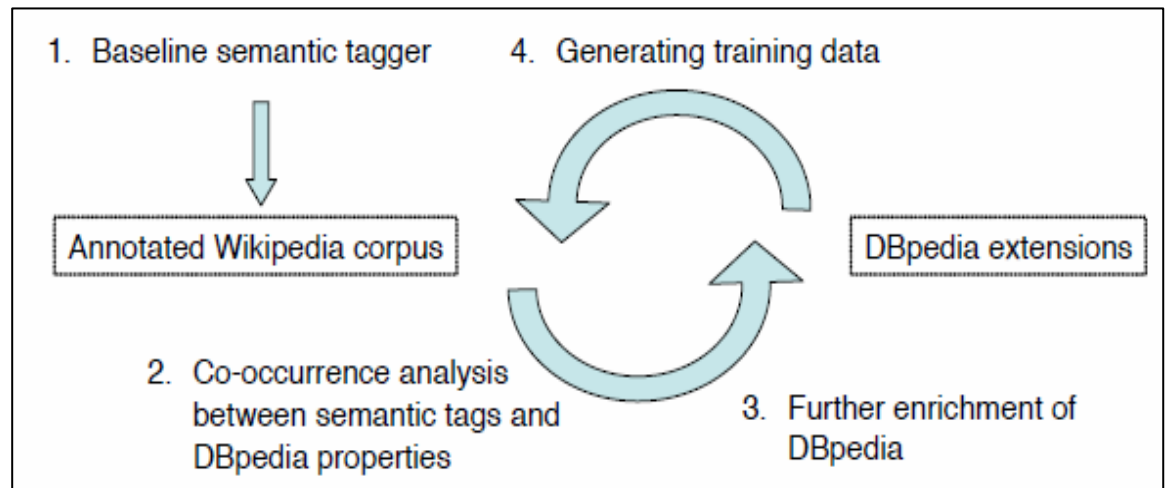 1. Baseline semantic tagger
4. Generating training data
Annotated Wikipedia corpus
DBpedia extensions
2. Co-occurrence analysis
between semantic tags and
DBpedia properties
3. Further enrichment of
DBpedia